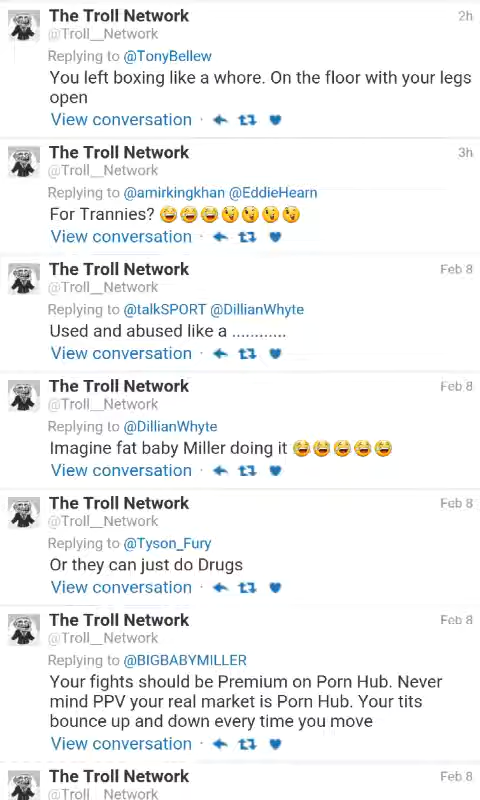 The Troll Network 2h
@Troll__Network
Replying to @TonyBellew
You left boxing like a whore. On the floor with your legs
open
View conversation ·
The Troll Network 3h
@Troll__Network
Replying to @amirkingkhan @EddieHearn
For Trannies? 😂😂😂🤔🤔🤔🤔
View conversation ·
The Troll Network Feb 8
@Troll__Network
Replying to @talkSPORT @DillianWhyte
Used and abused like a ............
View conversation ·
The Troll Network Feb 8
@Troll__Network
Replying to @DillianWhyte
Imagine fat baby Miller doing it 😂😂😂😂😂
View conversation ·
The Troll Network Feb 8
@Troll__Network
Replying to @Tyson_Fury
Or they can just do Drugs
View conversation ·
The Troll Network Feb 8
@Troll__Network
Replying to @BIGBABYMILLER
Your fights should be Premium on Porn Hub. Never
mind PPV your real market is Porn Hub. Your tits
bounce up and down every time you move
View conversation ·
The Troll Network Feb 8
@Troll__Network